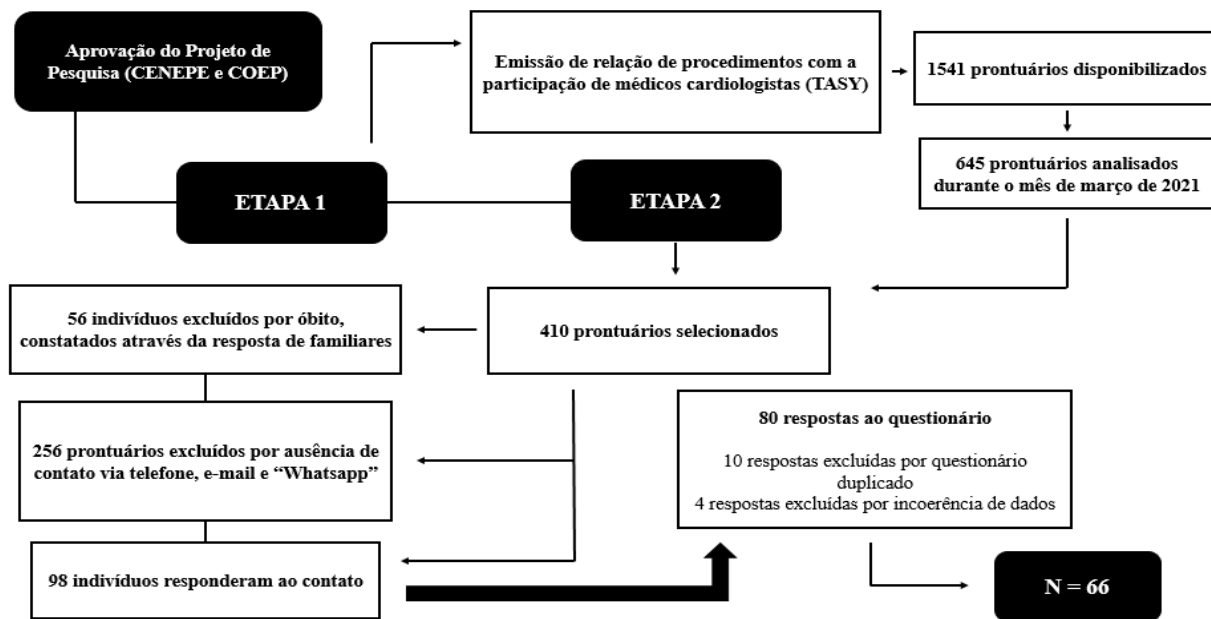 Aprovação do Projeto de
Pesquisa (CENEPE e COEP)
Emissão de relação de procedimentos com a
participação de médicos cardiologistas (TASY)
1541 prontuários disponibilizados
645 prontuários analisados
durante o mês de março de 2021
ETAPA 1
ETAPA 2
56 indivíduos excluídos por óbito,
constatados através da resposta de familiares
410 prontuários selecionados
256 prontuários excluídos por ausência de
contato via telefone, e-mail e “Whatsapp”
98 indivíduos responderam ao contato
80 respostas ao questionário
10 respostas excluídas por questionário
duplicado
4 respostas excluídas por incoerência de dados
N = 66